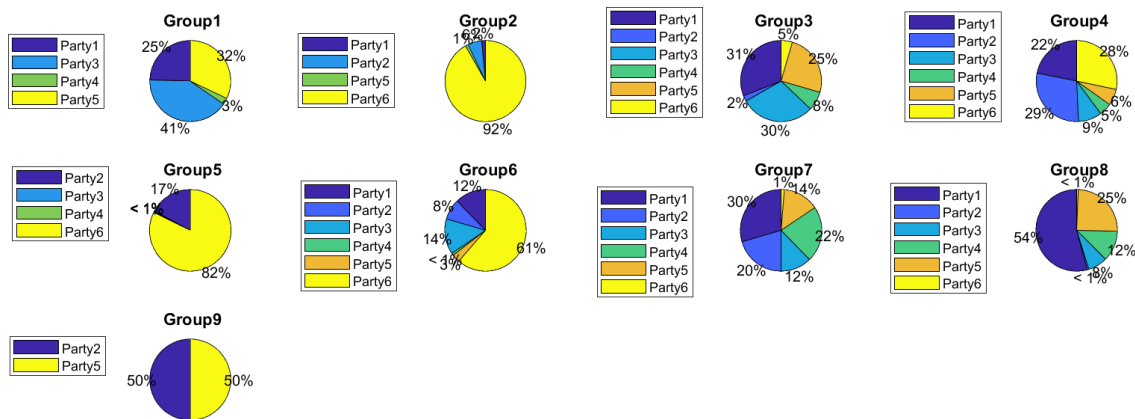 Group1
Party1
Party3
Party4
Party5
25%
32%
3%
41%
Group2
Party1
Party2
Party5
Party6
1%
6%
2%
92%
Group3
Party1
Party2
Party3
Party4
Party5
Party6
31%
5%
25%
8%
30%
2%
Group4
Party1
Party2
Party3
Party4
Party5
Party6
22%
28%
6%
5%
9%
29%
Group5
Party2
Party3
Party4
Party6
17%
< 1%
82%
Group6
Party1
Party2
Party3
Party4
Party5
Party6
12%
8%
14%
< 1%
3%
61%
Group7
Party1
Party2
Party3
Party4
Party5
Party6
30%
1%
14%
22%
12%
20%
Group8
Party1
Party2
Party3
Party4
Party5
Party6
< 1%
25%
12%
8%
< 1%
54%
Group9
Party2
Party5
50%
50%